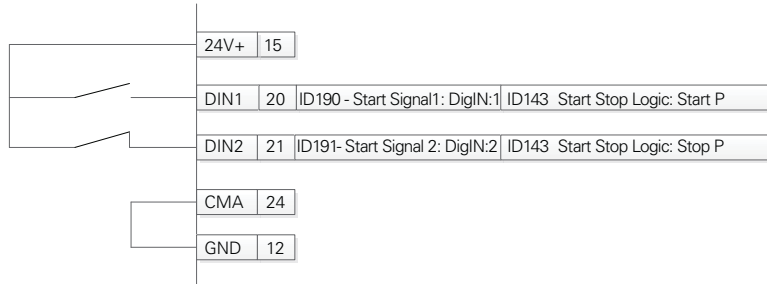 24V+ 15
DIN1 20 ID190 - Start Signal1: DigIN:1 ID143 Start Stop Logic: Start P
DIN2 21 ID191- Start Signal 2: DigIN:2 ID143 Start Stop Logic: Stop P
CMA 24
GND 12